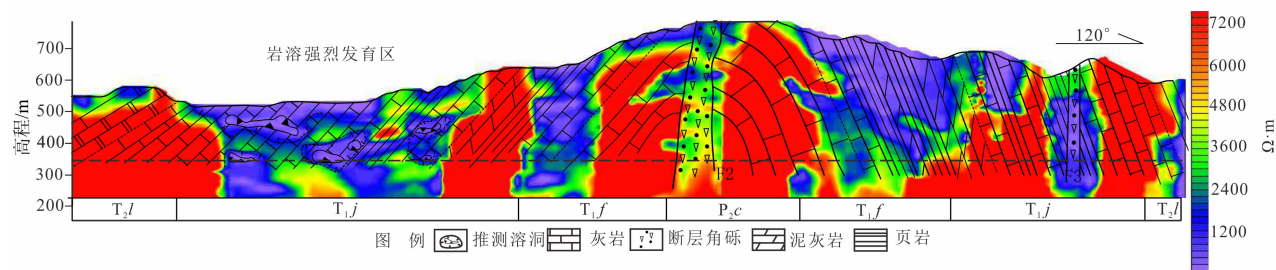 岩溶强烈发育区
120°
高程/m
700
600
500
400
300
200
F2
F3
T₂l
T₁j
T₁f
P₂c
T₁f
T₁j
T₂l
图 例 推测溶洞 灰岩 断层角砾 泥灰岩 页岩
7200
6000
4800
3600
2400
1200
Ω·m